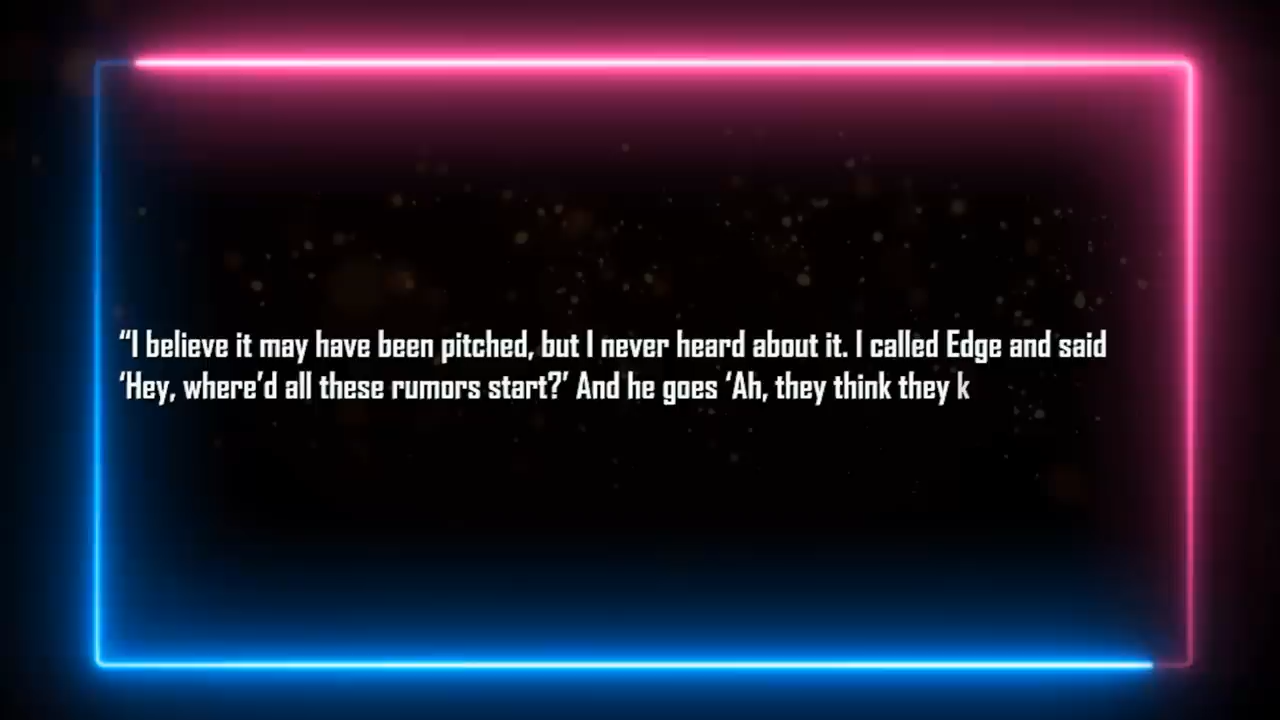 “I believe it may have been pitched, but I never heard about it. I called Edge and said
‘Hey, where’d all these rumors start?’ And he goes ‘Ah, they think they k